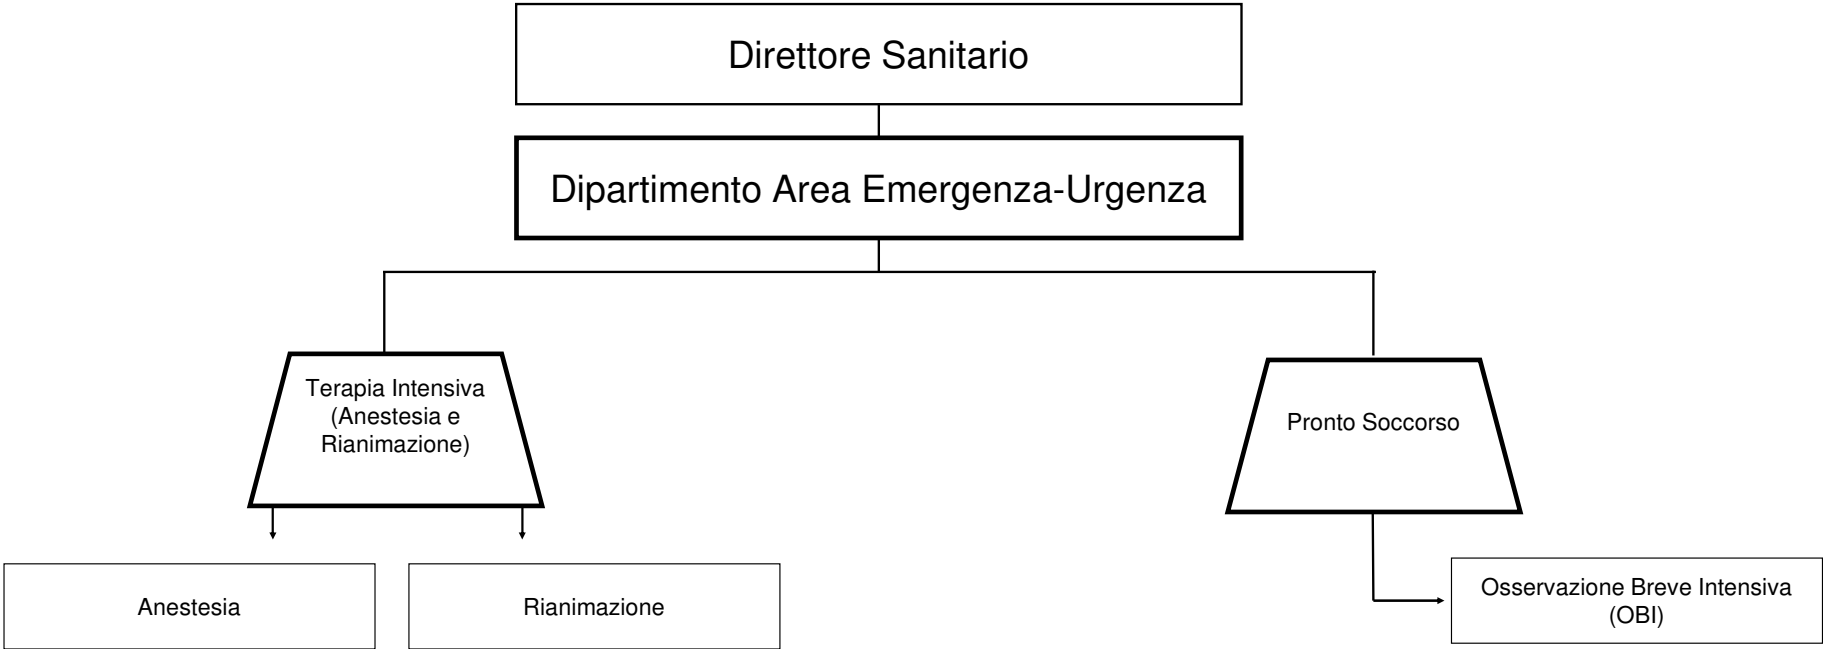 Direttore Sanitario
Dipartimento Area Emergenza-Urgenza
Terapia Intensiva
(Anestesia e
Rianimazione)
Pronto Soccorso
Anestesia
Rianimazione
Osservazione Breve Intensiva
(OBI)